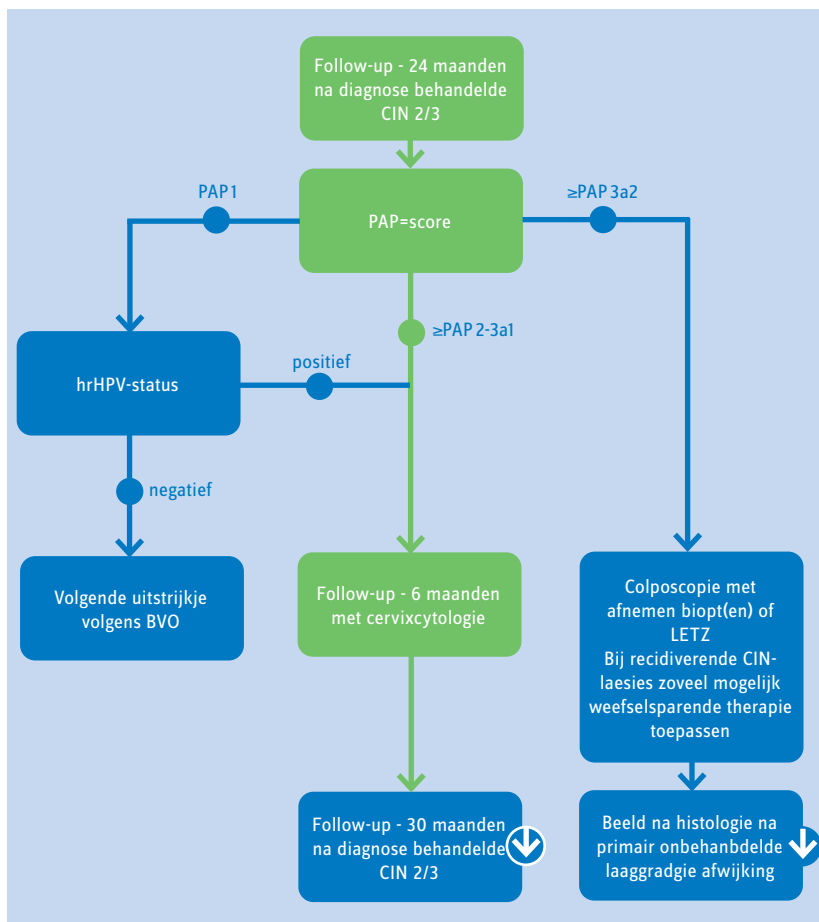 Follow-up - 24 maanden
na diagnose behandelde
CIN 2/3
PAP 1
≥PAP 3a2
PAP=score
≥PAP 2-3a1
hrHPV-status
positief
negatief
Volgende uitstrijkje
volgens BVO
Follow-up - 6 maanden
met cervixcytologie
Colposcopie met
afnemen biopt(en) of
LETZ
Bij recidiverende CIN-
laesies zoveel mogelijk
weefselsparende therapie
toepassen
Follow-up - 30 maanden
na diagnose behandelde
CIN 2/3
Beeld na histologie na
primair onbehanbdelde
laaggradgie afwijking